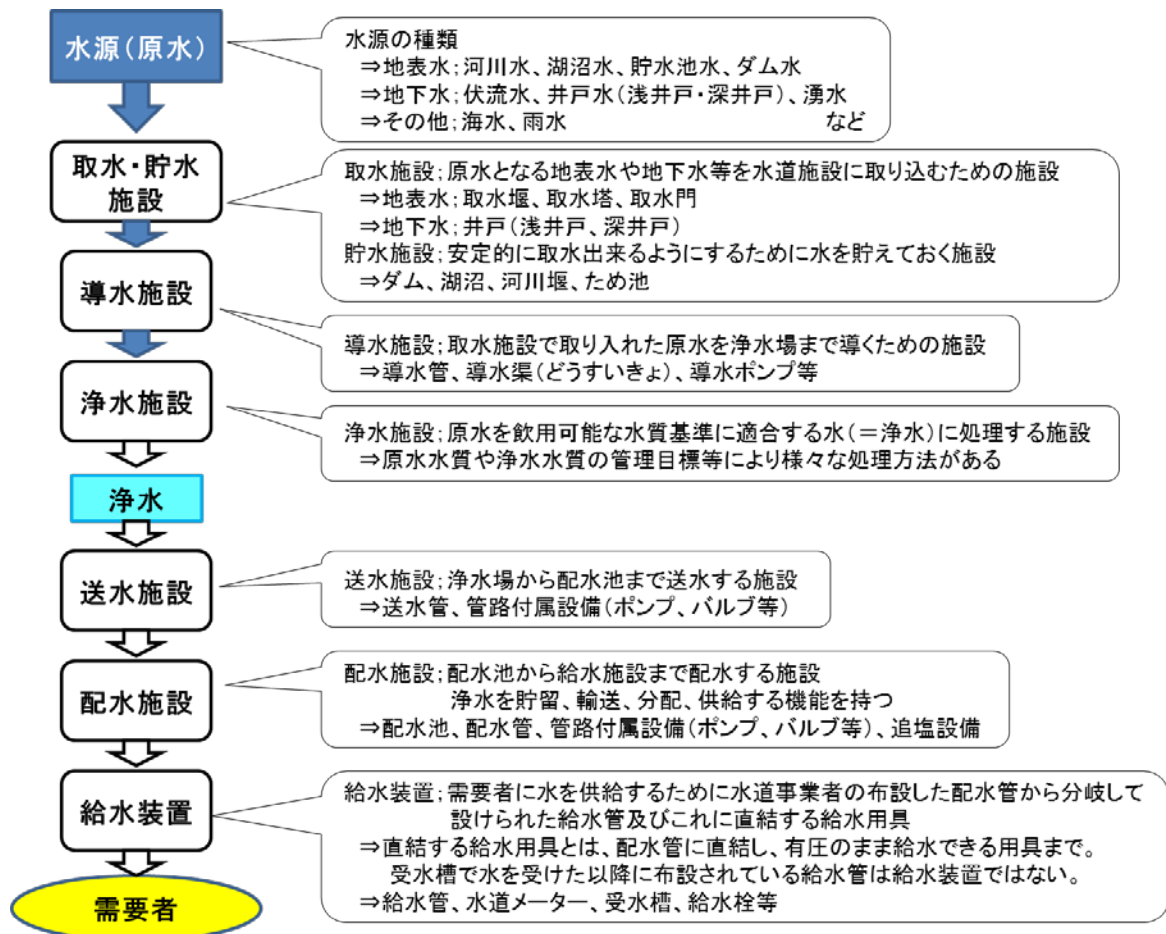 水源(原水)
水源の種類
⇒地表水;河川水、湖沼水、貯水池水、ダム水
⇒地下水;伏流水、井戸水(浅井戸・深井戸)、湧水
⇒その他;海水、雨水 など
取水・貯水
施設
取水施設;原水となる地表水や地下水等を水道施設に取り込むための施設
⇒地表水;取水堰、取水塔、取水門
⇒地下水;井戸(浅井戸、深井戸)
貯水施設;安定的に取水出来るようにするために水を貯えておく施設
⇒ダム、湖沼、河川堰、ため池
導水施設
導水施設;取水施設で取り入れた原水を浄水場まで導くための施設
⇒導水管、導水渠(どうすいきょ)、導水ポンプ等
浄水施設
浄水施設;原水を飲用可能な水質基準に適合する水(=浄水)に処理する施設
⇒原水水質や浄水水質の管理目標等により様々な処理方法がある
浄水
送水施設
送水施設;浄水場から配水池まで送水する施設
⇒送水管、管路付属設備(ポンプ、バルブ等)
配水施設
配水施設;配水池から給水施設まで配水する施設
浄水を貯留、輸送、分配、供給する機能を持つ
⇒配水池、配水管、管路付属設備(ポンプ、バルブ等)、追塩設備
給水装置
給水装置;需要者に水を供給するために水道事業者の布設した配水管から分岐して
設けられた給水管及びこれに直結する給水用具
⇒直結する給水用具とは、配水管に直結し、有圧のまま給水できる用具まで。
受水槽で水を受けた以降に布設されている給水管は給水装置ではない。
⇒給水管、水道メーター、受水槽、給水栓等
需要者